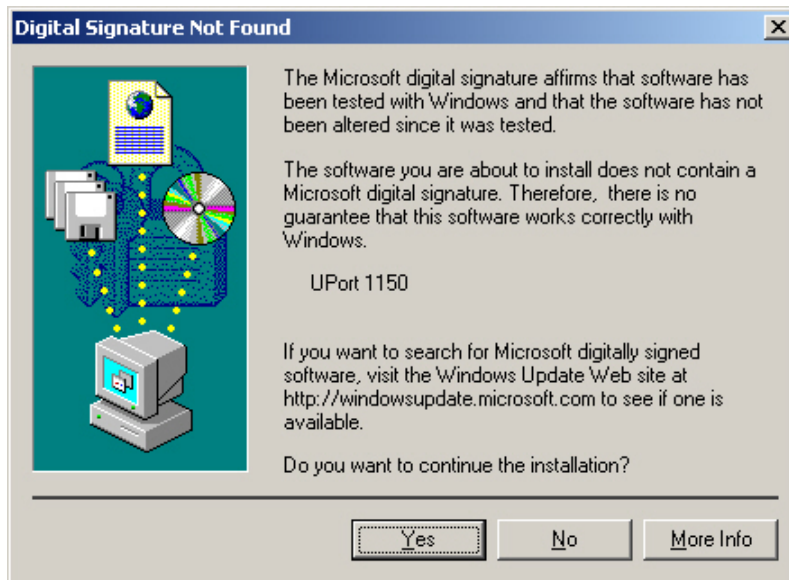 Digital Signature Not Found
The Microsoft digital signature affirms that software has
been tested with Windows and that the software has not
been altered since it was tested.
The software you are about to install does not contain a
Microsoft digital signature. Therefore, there is no
guarantee that this software works correctly with
Windows.
UPort 1150
If you want to search for Microsoft digitally signed
software, visit the Windows Update Web site at
http://windowsupdate.microsoft.com to see if one is
available.
Do you want to continue the installation?
Yes No More Info